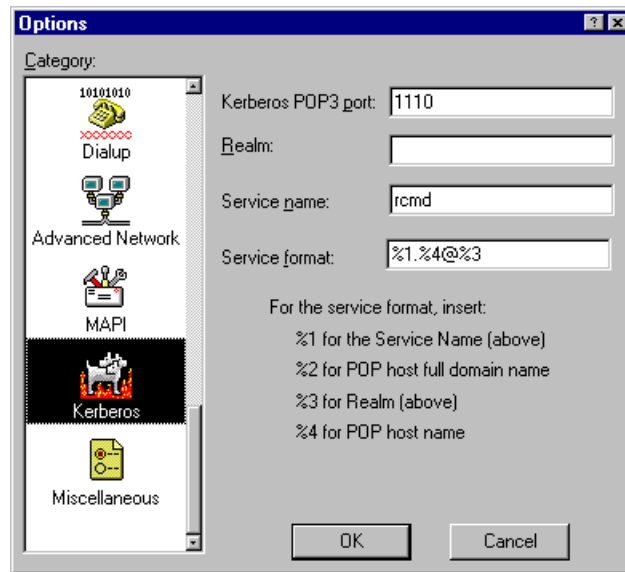 Options
Category:
10101010
xxxxxxx
Dialup
Advanced Network
MAPI
Kerberos
Miscellaneous
Kerberos POP3 port: 1110
Realm:
Service name: rcmd
Service format: %1.%4@%3
For the service format, insert:
%1 for the Service Name (above)
%2 for POP host full domain name
%3 for Realm (above)
%4 for POP host name
OK
Cancel